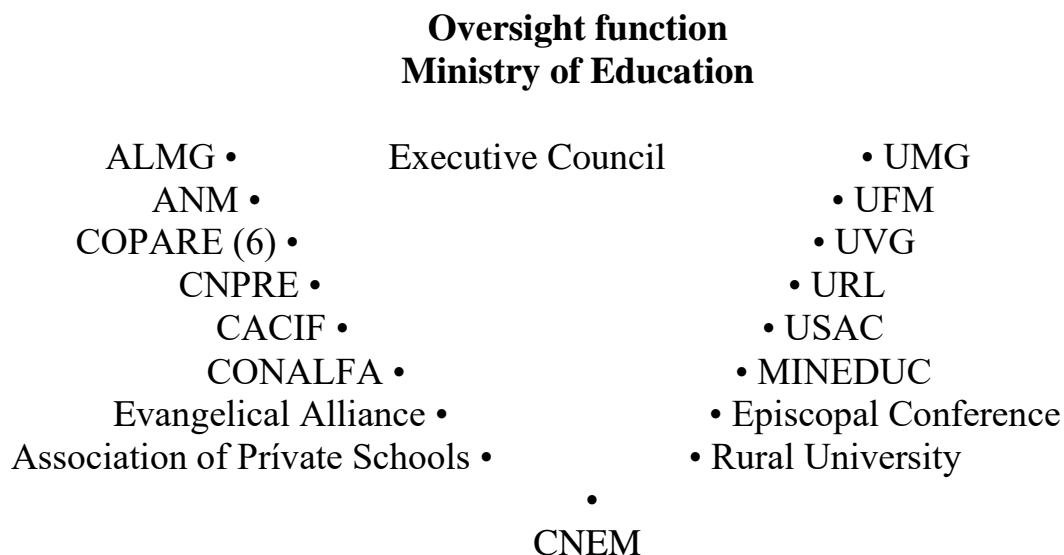 Oversight function
Ministry of Education
ALMG • Executive Council • UMG
ANM • • UFM
COPARE (6) • • UVG
CNPRE • • URL
CACIF • • USAC
CONALFA • • MINEDUC
Evangelical Alliance • • Episcopal Conference
Association of Prívate Schools • • Rural University
•
CNEM